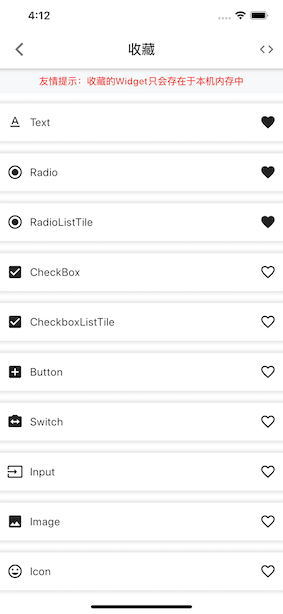 4:12
收藏
友情提示：收藏的Widget只会存在于本机内存中
Text
Radio
RadioListTile
CheckBox
CheckboxListTile
Button
Switch
Input
Image
Icon